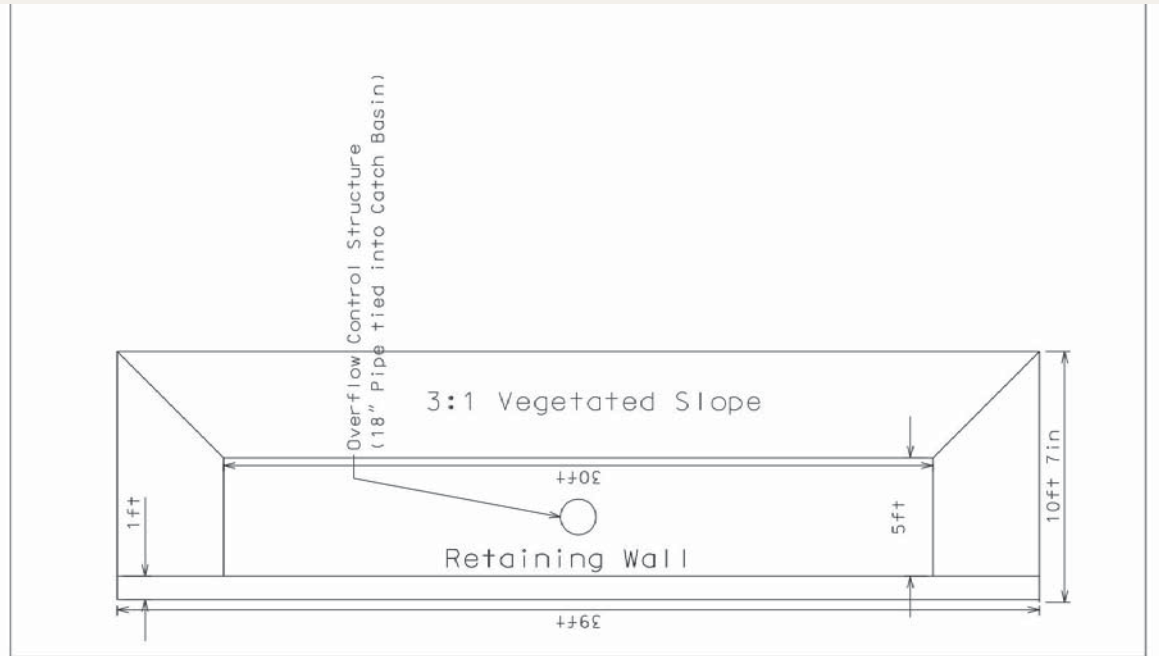 Overflow Control Structure
(18" Pipe tied into Catch Basin)
3:1 Vegetated Slope
30ft
1ft
5ft
10ft 7in
Retaining Wall
39ft